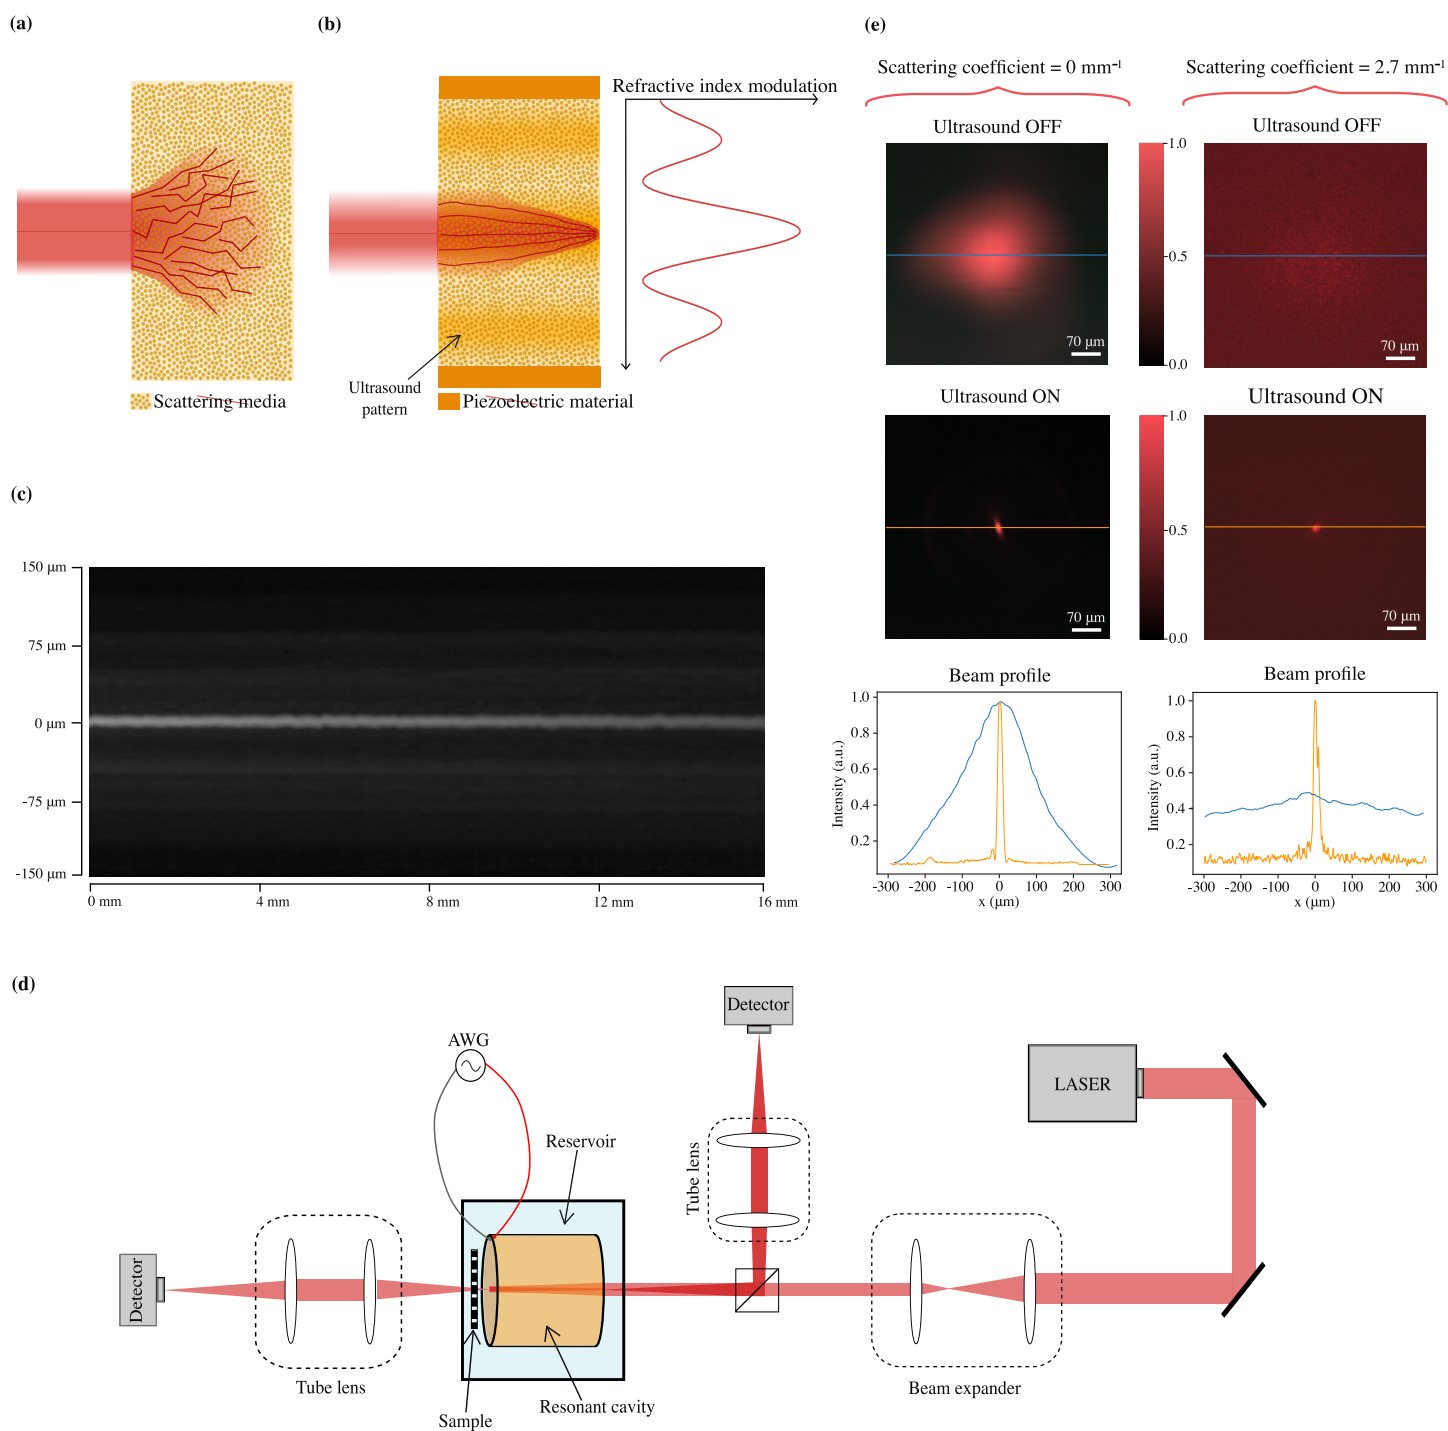 (a)
Scattering media
(b)
Refractive index modulation
Ultrasound
pattern
Piezoelectric material
(c)
150 µm
75 µm
0 µm
-75 µm
-150 µm
0 mm
4 mm
8 mm
12 mm
16 mm
(e)
Scattering coefficient = 0 mm⁻¹
Scattering coefficient = 2.7 mm⁻¹
Ultrasound OFF
Ultrasound OFF
70 µm
1.0
0.5
0.0
70 µm
Ultrasound ON
Ultrasound ON
70 µm
1.0
0.5
0.0
70 µm
Beam profile
Intensity (a.u.)
1.0
0.8
0.6
0.4
0.2
-300 -200 -100 0 100 200 300
x (µm)
Beam profile
Intensity (a.u.)
1.0
0.8
0.6
0.4
0.2
-300 -200 -100 0 100 200 300
x (µm)
(d)
Detector
AWG
LASER
Reservoir
Tube lens
Detector
Tube lens
Beam expander
Resonant cavity
Sample